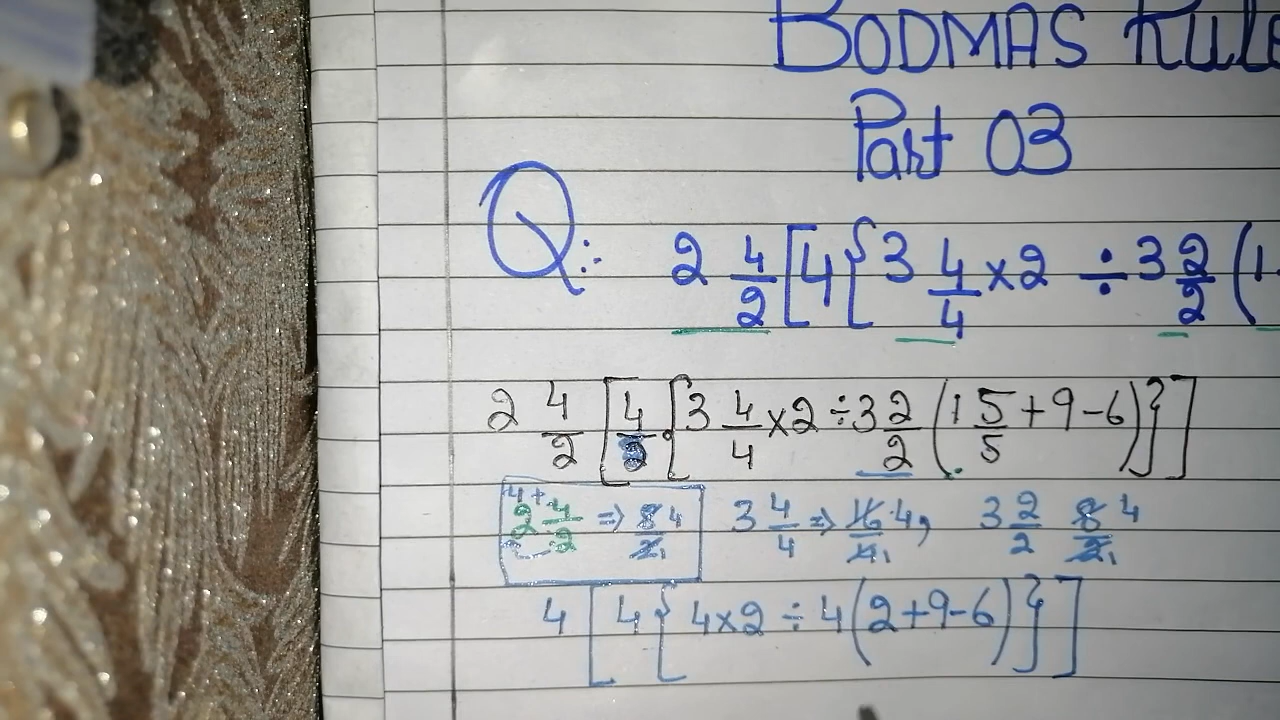 BODMAS Rule
Part 03
Q: 2 4/2 [4{3 4/4 × 2 ÷ 3 2/2 (1
2 4/2 [4{3 4/4 × 2 ÷ 3 2/2 (1 5/5 + 9 - 6)}]
2 4/2 ⇒ 8/2 4 3 4/4 ⇒ 16/4 4, 3 2/2 8/2 4
4 [4{4 × 2 ÷ 4 (2 + 9 - 6)}]